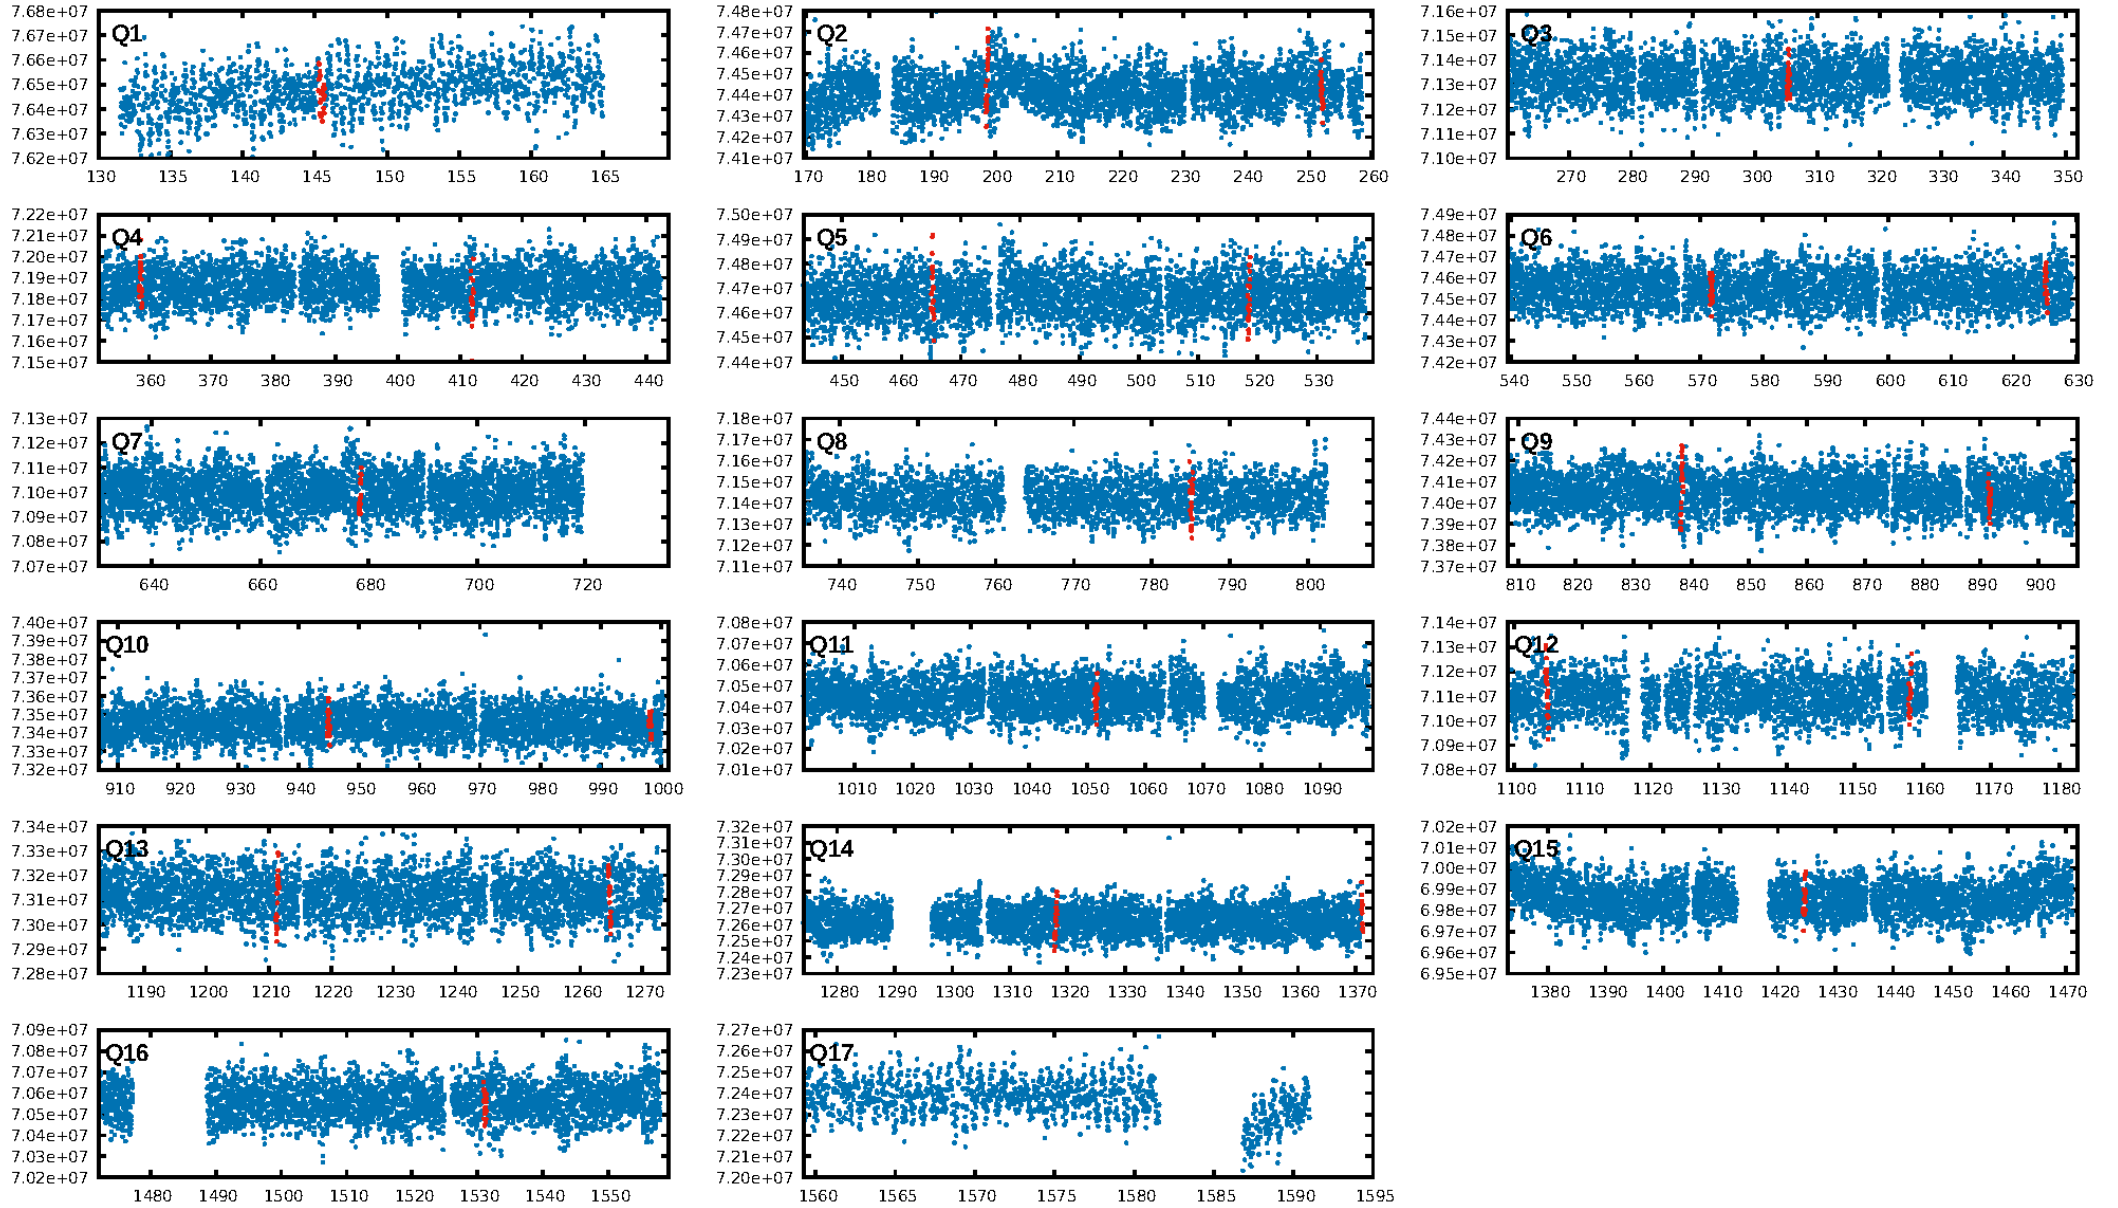 Q1
7.68e+07
7.67e+07
7.66e+07
7.65e+07
7.64e+07
7.63e+07
7.62e+07
130 135 140 145 150 155 160 165
Q2
7.48e+07
7.47e+07
7.46e+07
7.45e+07
7.44e+07
7.43e+07
7.42e+07
7.41e+07
170 180 190 200 210 220 230 240 250 260
Q3
7.16e+07
7.15e+07
7.14e+07
7.13e+07
7.12e+07
7.11e+07
7.10e+07
270 280 290 300 310 320 330 340 350
Q4
7.22e+07
7.21e+07
7.20e+07
7.19e+07
7.18e+07
7.17e+07
7.16e+07
7.15e+07
360 370 380 390 400 410 420 430 440
Q5
7.50e+07
7.49e+07
7.48e+07
7.47e+07
7.46e+07
7.45e+07
7.44e+07
450 460 470 480 490 500 510 520 530
Q6
7.49e+07
7.48e+07
7.47e+07
7.46e+07
7.45e+07
7.44e+07
7.43e+07
7.42e+07
540 550 560 570 580 590 600 610 620 630
Q7
7.13e+07
7.12e+07
7.11e+07
7.10e+07
7.09e+07
7.08e+07
7.07e+07
640 660 680 700 720
Q8
7.18e+07
7.17e+07
7.16e+07
7.15e+07
7.14e+07
7.13e+07
7.12e+07
7.11e+07
740 750 760 770 780 790 800
Q9
7.44e+07
7.43e+07
7.42e+07
7.41e+07
7.40e+07
7.39e+07
7.38e+07
7.37e+07
810 820 830 840 850 860 870 880 890 900
Q10
7.40e+07
7.39e+07
7.38e+07
7.37e+07
7.36e+07
7.35e+07
7.34e+07
7.33e+07
7.32e+07
910 920 930 940 950 960 970 980 990 1000
Q11
7.08e+07
7.07e+07
7.06e+07
7.05e+07
7.04e+07
7.03e+07
7.02e+07
7.01e+07
1010 1020 1030 1040 1050 1060 1070 1080 1090
Q12
7.14e+07
7.13e+07
7.12e+07
7.11e+07
7.10e+07
7.09e+07
7.08e+07
1100 1110 1120 1130 1140 1150 1160 1170 1180
Q13
7.34e+07
7.33e+07
7.32e+07
7.31e+07
7.30e+07
7.29e+07
7.28e+07
1190 1200 1210 1220 1230 1240 1250 1260 1270
Q14
7.32e+07
7.31e+07
7.30e+07
7.29e+07
7.28e+07
7.27e+07
7.26e+07
7.25e+07
7.24e+07
7.23e+07
1280 1290 1300 1310 1320 1330 1340 1350 1360 1370
Q15
7.02e+07
7.01e+07
7.00e+07
6.99e+07
6.98e+07
6.97e+07
6.96e+07
6.95e+07
1380 1390 1400 1410 1420 1430 1440 1450 1460 1470
Q16
7.09e+07
7.08e+07
7.07e+07
7.06e+07
7.05e+07
7.04e+07
7.03e+07
7.02e+07
1480 1490 1500 1510 1520 1530 1540 1550
Q17
7.27e+07
7.26e+07
7.25e+07
7.24e+07
7.23e+07
7.22e+07
7.21e+07
7.20e+07
1560 1565 1570 1575 1580 1585 1590 1595